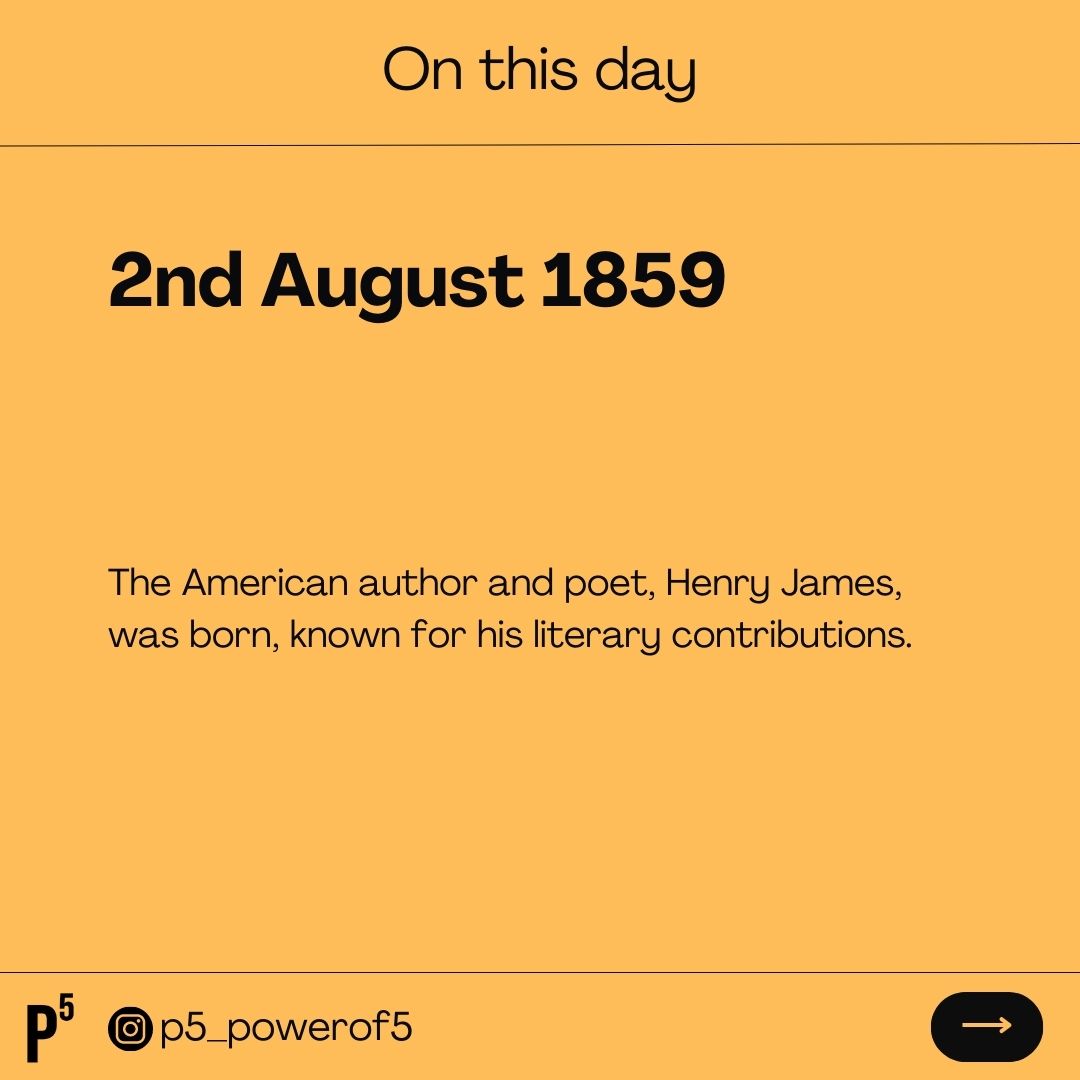 On this day
2nd August 1859
The American author and poet, Henry James,
was born, known for his literary contributions.
P5 p5_powerof5